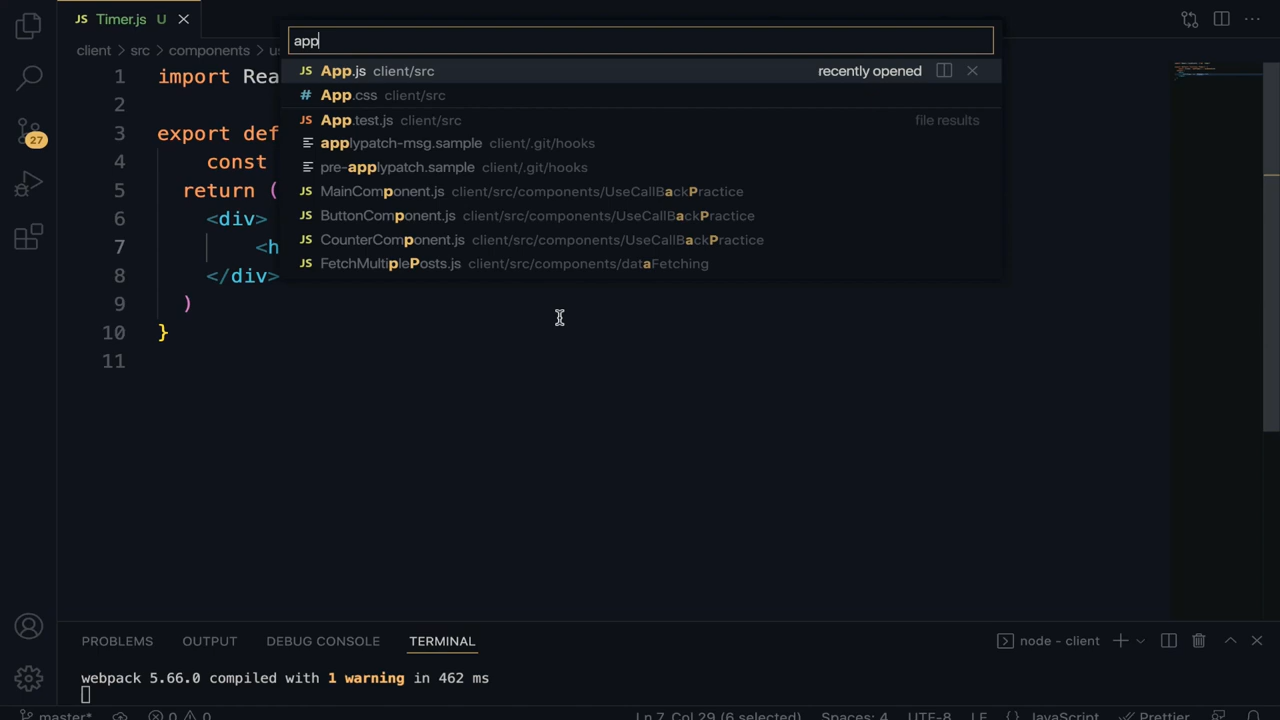 JS Timer.js U
client > src > components > us
app
JS App.js client/src recently opened
# App.css client/src
JS App.test.js client/src file results
applypatch-msg.sample client/.git/hooks
pre-applypatch.sample client/.git/hooks
JS MainComponent.js client/src/components/UseCallBackPractice
JS ButtonComponent.js client/src/components/UseCallBackPractice
JS CounterComponent.js client/src/components/UseCallBackPractice
JS FetchMultiplePosts.js client/src/components/dataFetching
1 import Rea
2
3 export def
4 const
5 return (
6 <div>
7 <h
8 </div>
9 )
10 }
11
27
PROBLEMS OUTPUT DEBUG CONSOLE TERMINAL node - client
webpack 5.66.0 compiled with 1 warning in 462 ms
master* 0 0 Ln 7, Col 29 (6 selected) Spaces: 4 UTF-8 LF {} JavaScript Prettier